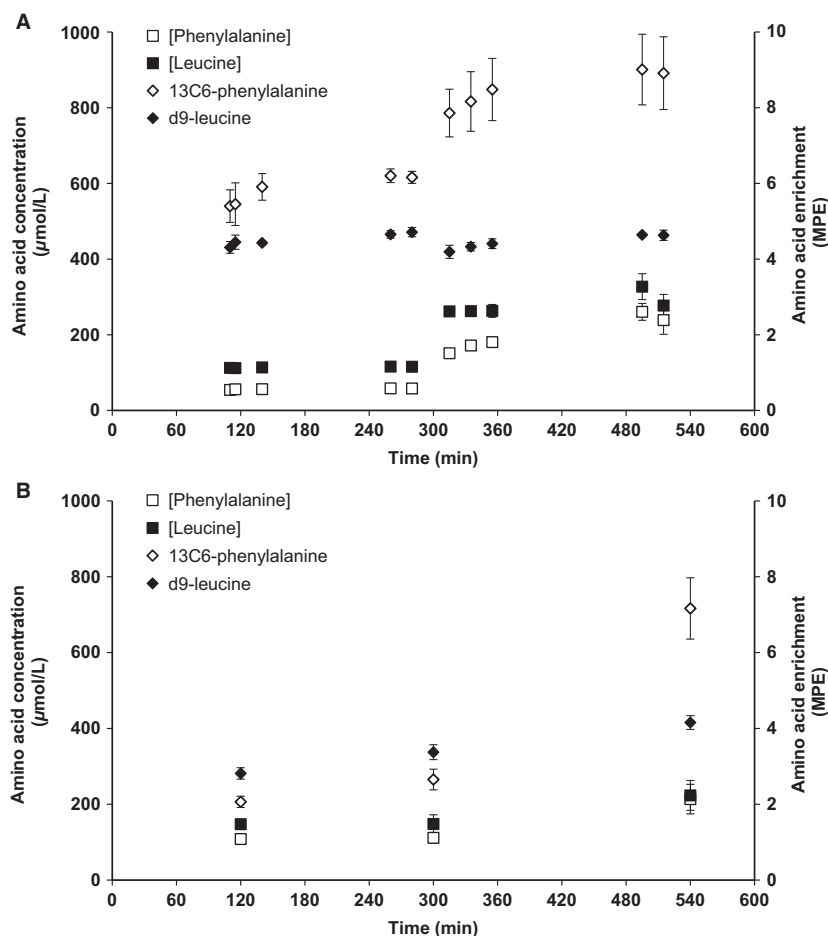 A
1000
800
600
400
200
0
Amino acid concentration
(µmol/L)
[Phenylalanine]
[Leucine]
13C6-phenylalanine
d9-leucine
10
8
6
4
2
0
Amino acid enrichment
(MPE)
0 60 120 180 240 300 360 420 480 540 600
Time (min)
B
1000
800
600
400
200
0
Amino acid concentration
(µmol/L)
[Phenylalanine]
[Leucine]
13C6-phenylalanine
d9-leucine
10
8
6
4
2
0
Amino acid enrichment
(MPE)
0 60 120 180 240 300 360 420 480 540 600
Time (min)